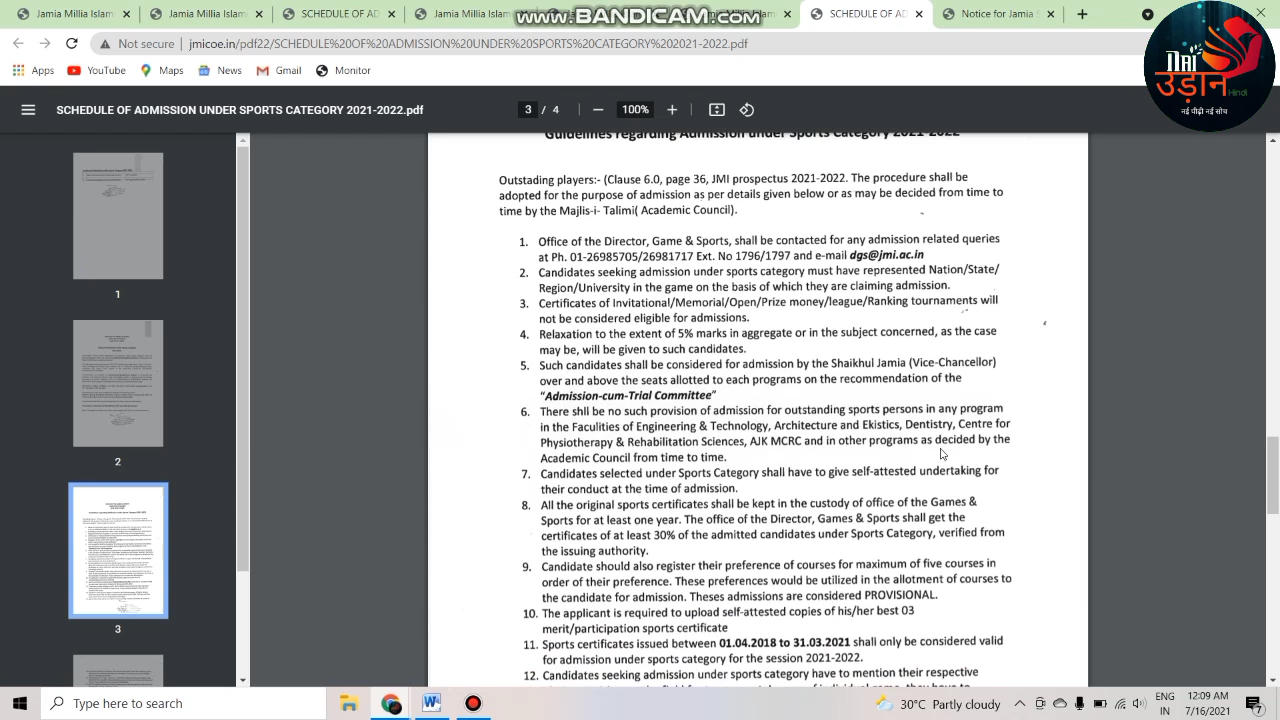 www.BANDICAM.com
Jamia Millia Islamia
Jamia Mill
SCHEDULE OF AD
Jamia Millia Islam
SCHEDULE OF AD
Notice for Jamia S
Not secure
jmicoe.in/pdf22/SCHEDULE%20OF%20ADMISSION%20UNDER%20SPORTS%20CATEGORY%202021-2022.pdf
Apps
YouTube
Maps
News
Gmail
Monitor
नई
उड़ान
Hindi
नई पीढ़ी नई सोच
SCHEDULE OF ADMISSION UNDER SPORTS CATEGORY 2021-2022.pdf
3 / 4
100%
1
2
3
Guidelines regarding Admission under Sports Category 2021-2022
Outstading players:- (Clause 6.0, page 36, JMI prospectus 2021-2022. The procedure shall be
adopted for the purpose of admission as per details given below or as may be decided from time to
time by the Majlis-i- Talimi( Academic Council).
1. Office of the Director, Game & Sports, shall be contacted for any admission related queries
at Ph. 01-26985705/26981717 Ext. No 1796/1797 and e-mail dgs@jmi.ac.in
2. Candidates seeking admission under sports category must have represented Nation/State/
Region/University in the game on the basis of which they are claiming admission.
3. Certificates of Invitational/Memorial/Open/Prize money/league/Ranking tournaments will
not be considered eligible for admissions.
4. Relaxation to the extent of 5% marks in aggregate or in the subject concerned, as the case
may be, will be given to such candidates.
5. Such candidates shall be considered for admission by the Shaikhul Jamia (Vice-Chancellor)
over and above the seats allotted to each programs on the recommendation of the
"Admission-cum-Trial Committee"
6. There shll be no such provision of admission for outstanding sports persons in any program
in the Faculities of Engineering & Technology, Architecture and Ekistics, Dentistry, Centre for
Physiotherapy & Rehabilitation Sciences, AJK MCRC and in other programs as decided by the
Academic Council from time to time.
7. Candidates selected under Sports Category shall have to give self-attested undertaking for
their conduct at the time of admission.
8. All the original sports certificates shall be kept in the custody of office of the Games &
Sports for at least one year. The office of the Director, Games & Sports shall get the
certificates of at least 30% of the admitted candidates under Sports Category, verified from
the issuing authority.
9. Candidate should also register their preference of courses for maximum of five courses in
order of their preference. These preferences would be utilized in the allotment of courses to
the candidate for admission. Theses admissions are considered PROVISIONAL.
10. The applicant is required to upload self-attested copies of his/her best 03
merit/participation sports certificate
11. Sports certificates issued between 01.04.2018 to 31.03.2021 shall only be considered valid
for admission under sports category for the session 2021-2022.
12. Candidates seeking admission under sports category have to mention their respective
Type here to search
30°C
ENG
IN
12:09 AM
7/16/2021
7